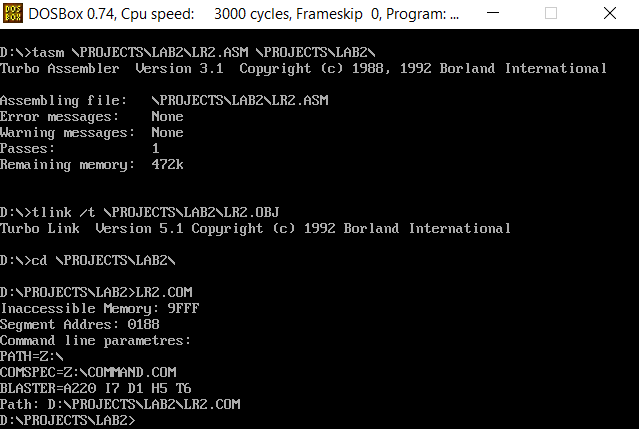 DOS BOX
DOSBox 0.74, Cpu speed: 3000 cycles, Frameskip 0, Program: ...
D:\>tasm \PROJECTS\LAB2\LR2.ASM \PROJECTS\LAB2\
Turbo Assembler Version 3.1 Copyright (c) 1988, 1992 Borland International
Assembling file: \PROJECTS\LAB2\LR2.ASM
Error messages: None
Warning messages: None
Passes: 1
Remaining memory: 472k
D:\>tlink /t \PROJECTS\LAB2\LR2.OBJ
Turbo Link Version 5.1 Copyright (c) 1992 Borland International
D:\>cd \PROJECTS\LAB2\
D:\PROJECTS\LAB2>LR2.COM
Inaccessible Memory: 9FFF
Segment Addres: 0188
Command line parametres:
PATH=Z:\
COMSPEC=Z:\COMMAND.COM
BLASTER=A220 I7 D1 H5 T6
Path: D:\PROJECTS\LAB2\LR2.COM
D:\PROJECTS\LAB2>